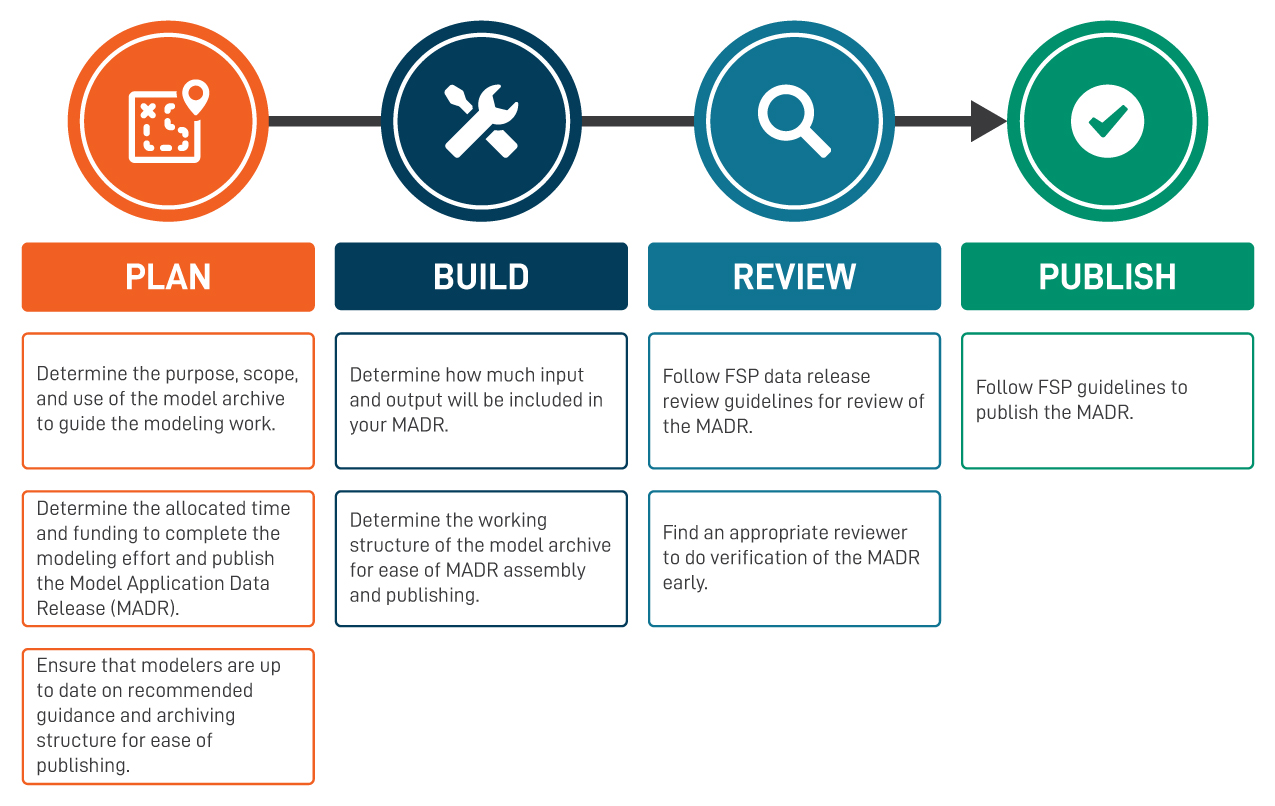 PLAN
Determine the purpose, scope,
and use of the model archive
to guide the modeling work.
Determine the allocated time
and funding to complete the
modeling effort and publish
the Model Application Data
Release (MADR).
Ensure that modelers are up
to date on recommended
guidance and archiving
structure for ease of
publishing.
BUILD
Determine how much input
and output will be included in
your MADR.
Determine the working
structure of the model archive
for ease of MADR assembly
and publishing.
REVIEW
Follow FSP data release
review guidelines for review of
the MADR.
Find an appropriate reviewer
to do verification of the MADR
early.
PUBLISH
Follow FSP guidelines to
publish the MADR.